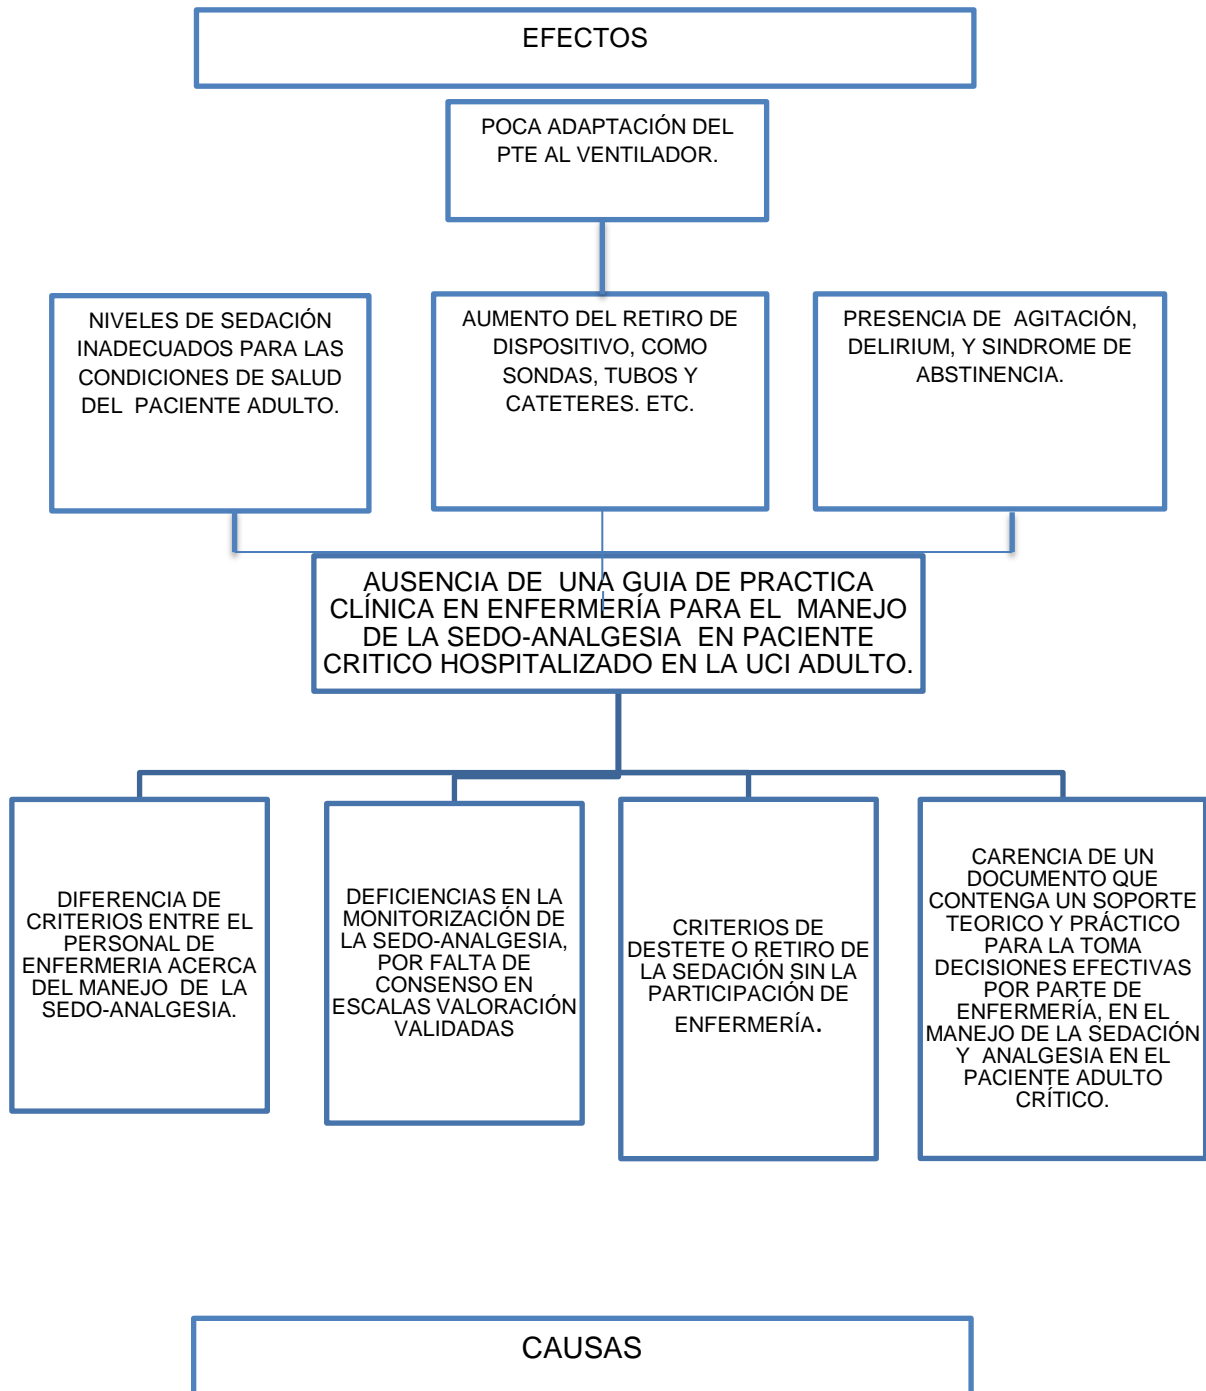 EFECTOS
POCA ADAPTACIÓN DEL
PTE AL VENTILADOR.
NIVELES DE SEDACIÓN
INADECUADOS PARA LAS
CONDICIONES DE SALUD
DEL PACIENTE ADULTO.
AUMENTO DEL RETIRO DE
DISPOSITIVO, COMO
SONDAS, TUBOS Y
CATETERES. ETC.
PRESENCIA DE AGITACIÓN,
DELIRIUM, Y SINDROME DE
ABSTINENCIA.
AUSENCIA DE UNA GUIA DE PRACTICA
CLÍNICA EN ENFERMERÍA PARA EL MANEJO
DE LA SEDO-ANALGESIA EN PACIENTE
CRITICO HOSPITALIZADO EN LA UCI ADULTO.
DIFERENCIA DE
CRITERIOS ENTRE EL
PERSONAL DE
ENFERMERIA ACERCA
DEL MANEJO DE LA
SEDO-ANALGESIA.
DEFICIENCIAS EN LA
MONITORIZACIÓN DE
LA SEDO-ANALGESIA,
POR FALTA DE
CONSENSO EN
ESCALAS VALORACIÓN
VALIDADAS
CRITERIOS DE
DESTETE O RETIRO DE
LA SEDACIÓN SIN LA
PARTICIPACIÓN DE
ENFERMERÍA.
CARENCIA DE UN
DOCUMENTO QUE
CONTENGA UN SOPORTE
TEORICO Y PRÁCTICO
PARA LA TOMA
DECISIONES EFECTIVAS
POR PARTE DE
ENFERMERÍA, EN EL
MANEJO DE LA SEDACIÓN
Y ANALGESIA EN EL
PACIENTE ADULTO
CRÍTICO.
CAUSAS